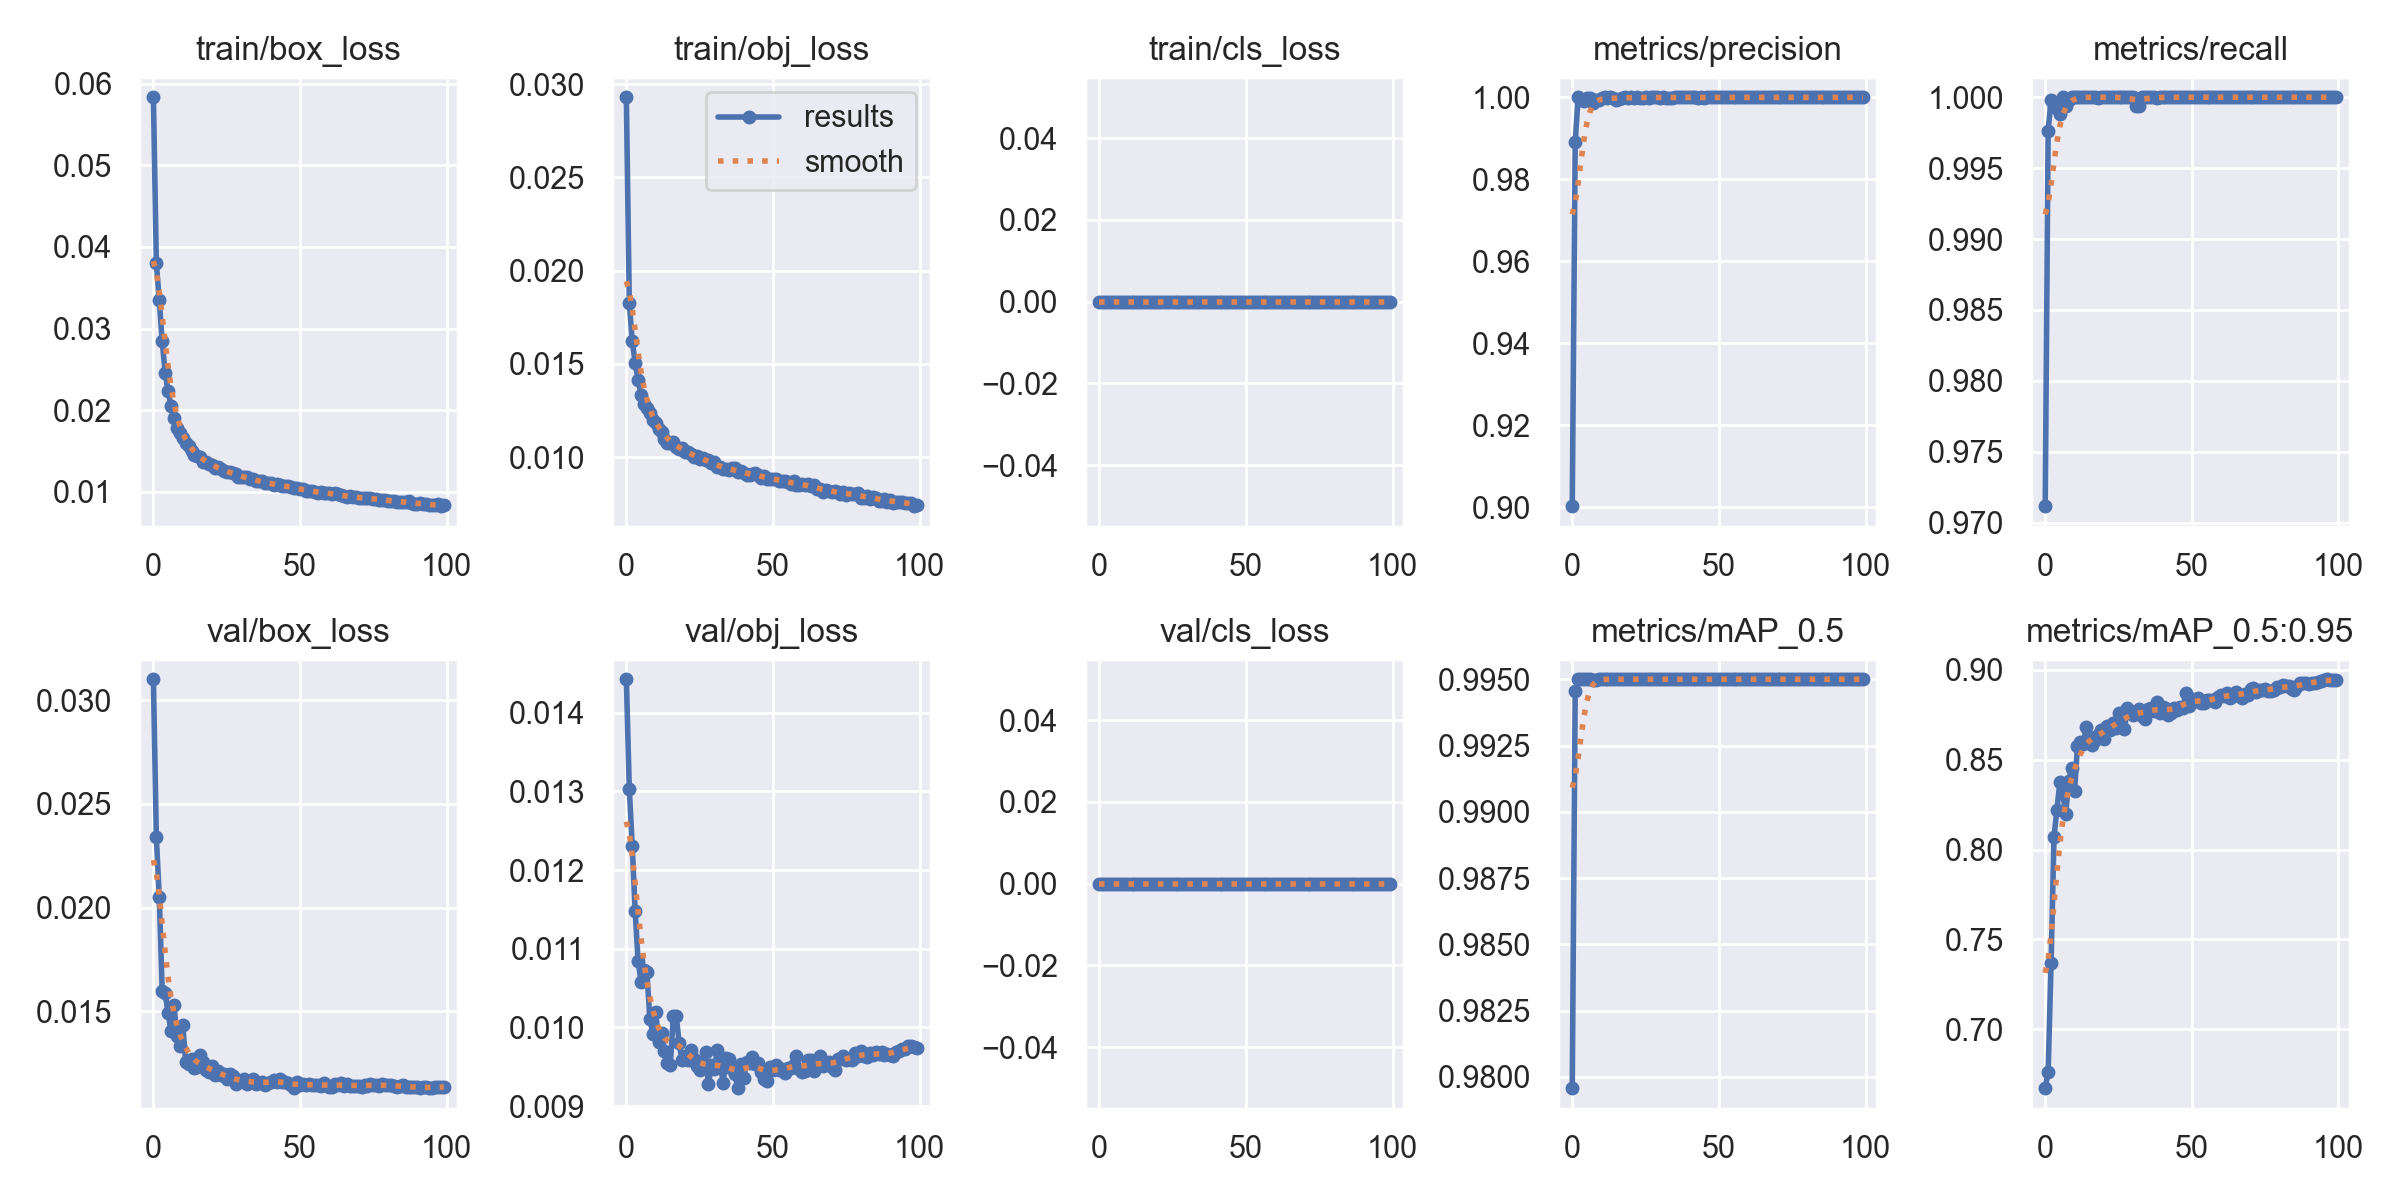 train/box_loss
0.06
0.05
0.04
0.03
0.02
0.01
0 50 100
train/obj_loss
results
smooth
0.030
0.025
0.020
0.015
0.010
0 50 100
train/cls_loss
0.04
0.02
0.00
−0.02
−0.04
0 50 100
metrics/precision
1.00
0.98
0.96
0.94
0.92
0.90
0 50 100
metrics/recall
1.000
0.995
0.990
0.985
0.980
0.975
0.970
0 50 100
val/box_loss
0.030
0.025
0.020
0.015
0 50 100
val/obj_loss
0.014
0.013
0.012
0.011
0.010
0.009
0 50 100
val/cls_loss
0.04
0.02
0.00
−0.02
−0.04
0 50 100
metrics/mAP_0.5
0.9950
0.9925
0.9900
0.9875
0.9850
0.9825
0.9800
0 50 100
metrics/mAP_0.5:0.95
0.90
0.85
0.80
0.75
0.70
0 50 100